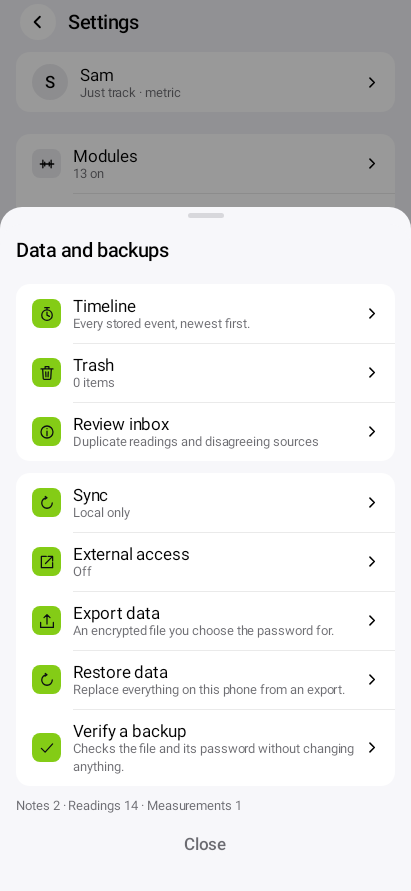 Settings
S
Sam
Just track · metric
Modules
13 on
Data and backups
Timeline
Every stored event, newest first.
Trash
0 items
Review inbox
Duplicate readings and disagreeing sources
Sync
Local only
External access
Off
Export data
An encrypted file you choose the password for.
Restore data
Replace everything on this phone from an export.
Verify a backup
Checks the file and its password without changing
anything.
Notes 2 · Readings 14 · Measurements 1
Close